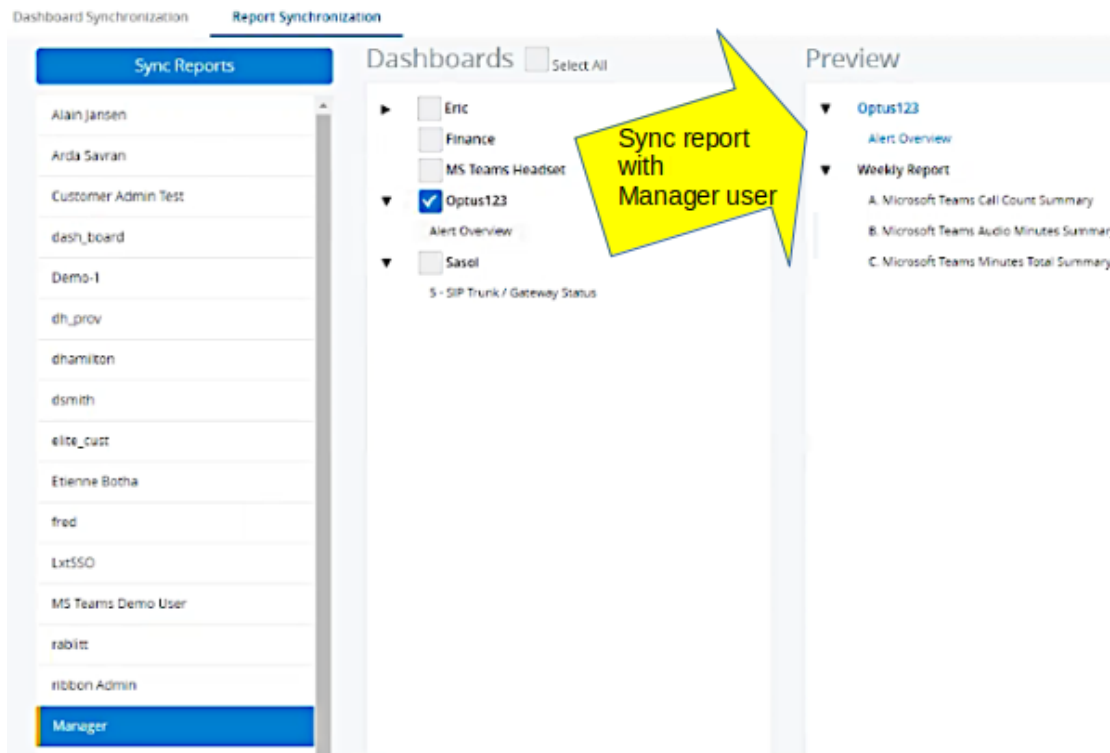 Dashboard Synchronization
Report Synchronization
Sync Reports
Alain Jansen
Arda Savran
Customer Admin Test
dash_board
Demo-1
dh_prov
dhamilton
dsmith
elite_cust
Etienne Botha
fred
LxtSSO
MS Teams Demo User
rablitt
ribbon Admin
Manager
Dashboards
Select All
Eric
Finance
MS Teams Headset
Optus123
Alert Overview
Sasol
S - SIP Trunk / Gateway Status
Sync report
with
Manager user
Preview
Optus123
Alert Overview
Weekly Report
A. Microsoft Teams Call Count Summary
B. Microsoft Teams Audio Minutes Summar
C. Microsoft Teams Minutes Total Summary